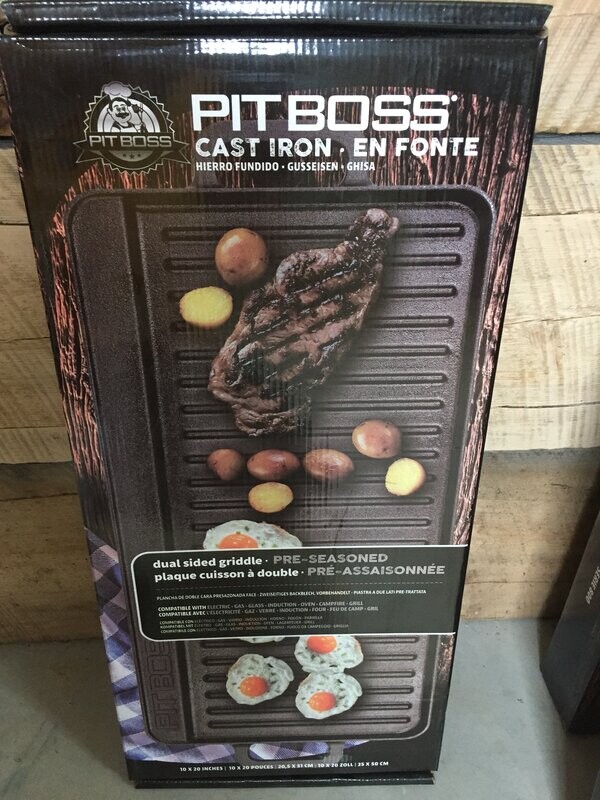 PIT BOSS
PIT BOSS
CAST IRON · EN FONTE
HIERRO FUNDIDO · GUSSEISEN · GHISA
dual sided griddle · PRE-SEASONED
plaque cuisson à double · PRÉ-ASSAISONNÉE
PLANCHA DE DOBLE CARA PRESAZONADA FACE · ZWEISEITIGES BACKBLECH, VORBEHANDELT · PIASTRA A DUE LATI PRE-TRATTATA
COMPATIBLE WITH ELECTRIC · GAS · GLASS · INDUCTION · OVEN · CAMPFIRE · GRILL
COMPATIBLE AVEC L'ÉLECTRICITÉ · GAZ · VERRE · INDUCTION · FOUR · FEU DE CAMP · GRIL
PIT BOSS
10 X 20 INCHES | 10 X 20 POUCES | 20,5 X 51 CM | 10 X 20 ZOLL | 25 X 50 CM